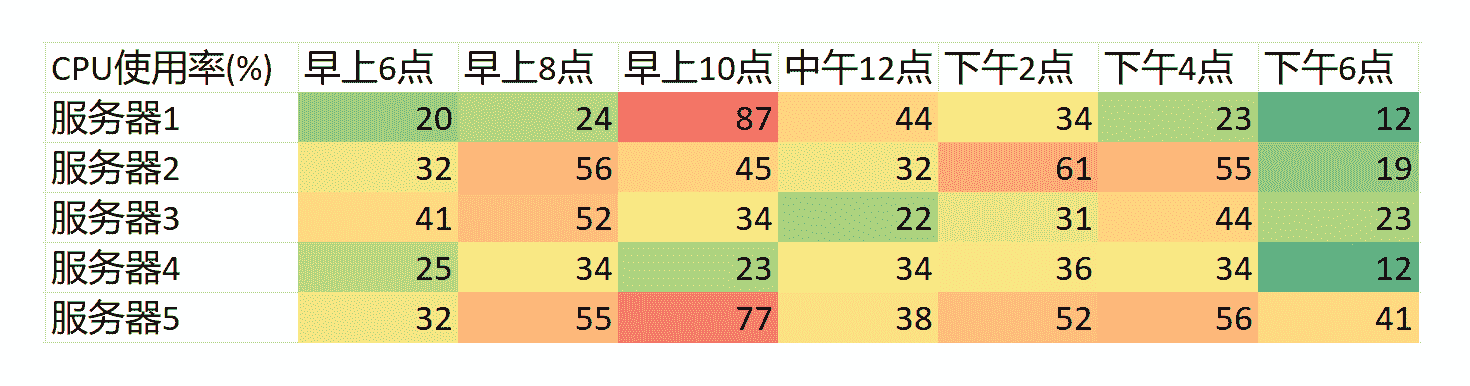 CPU使用率(%) 早上6点 早上8点 早上10点 中午12点 下午2点 下午4点 下午6点
服务器1 20 24 87 44 34 23 12
服务器2 32 56 45 32 61 55 19
服务器3 41 52 34 22 31 44 23
服务器4 25 34 23 34 36 34 12
服务器5 32 55 77 38 52 56 41